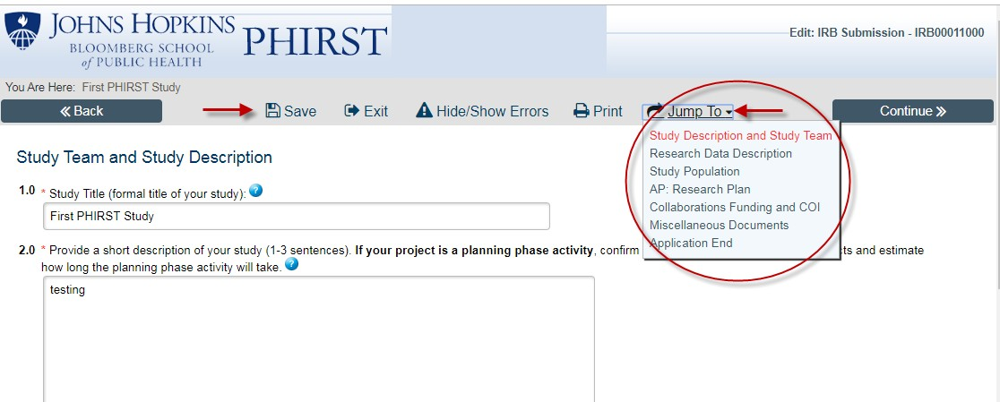 JOHNS HOPKINS
BLOOMBERG SCHOOL
of PUBLIC HEALTH
PHIRST
Edit: IRB Submission - IRB00011000
You Are Here: First PHIRST Study
Back
Save
Exit
Hide/Show Errors
Print
Jump To
Continue
Study Description and Study Team
Research Data Description
Study Population
AP: Research Plan
Collaborations Funding and COI
Miscellaneous Documents
Application End
Study Team and Study Description
1.0 * Study Title (formal title of your study): ?
First PHIRST Study
2.0 * Provide a short description of your study (1-3 sentences). If your project is a planning phase activity, confirm cts and estimate
how long the planning phase activity will take. ?
testing